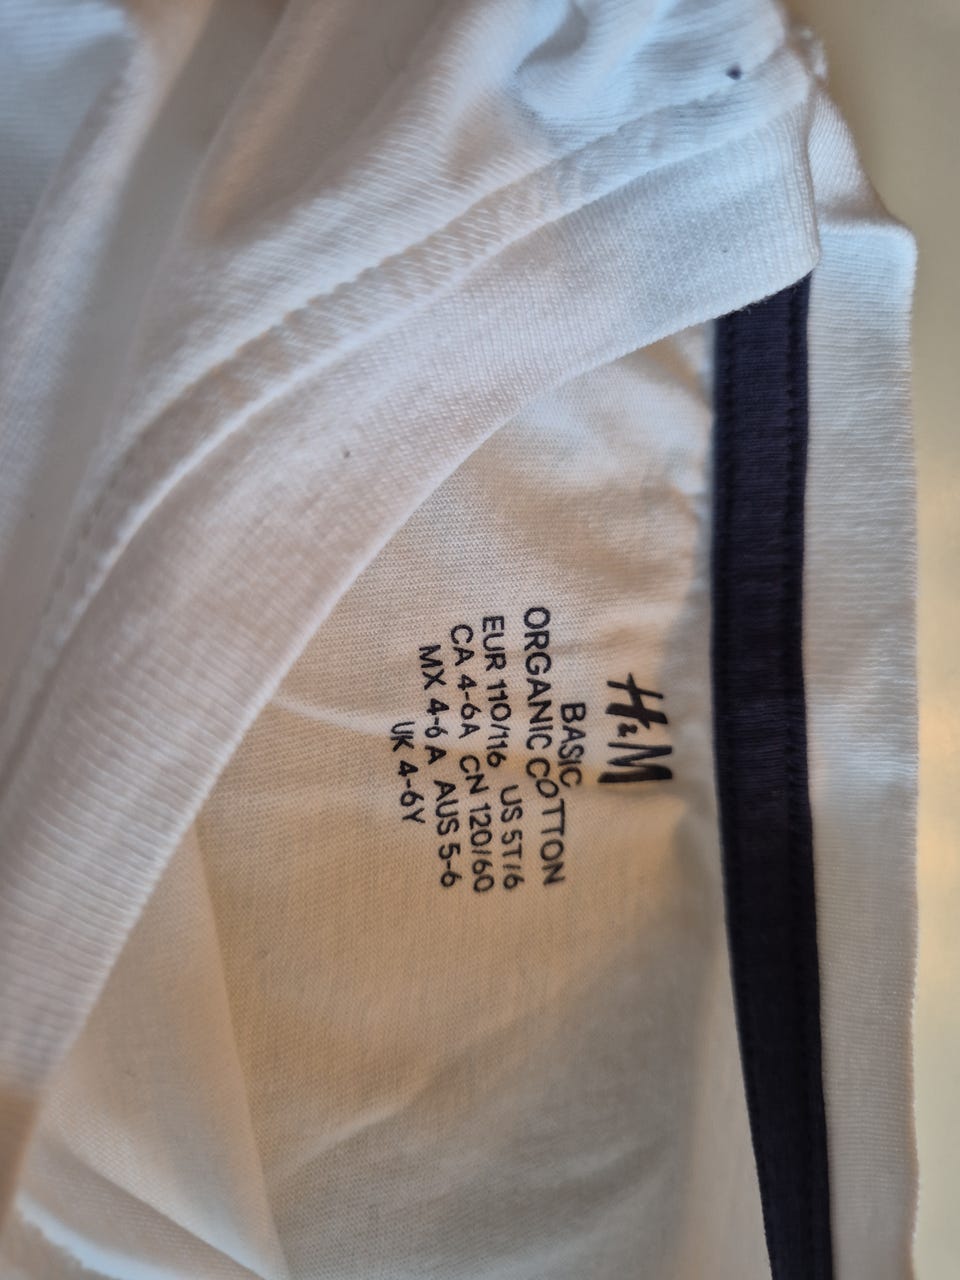 H&M
BASIC
ORGANIC COTTON
EUR 110/116 US 5T/6
CA 4-6A CN 120/60
MX 4-6 A AUS 5-6
UK 4-6Y